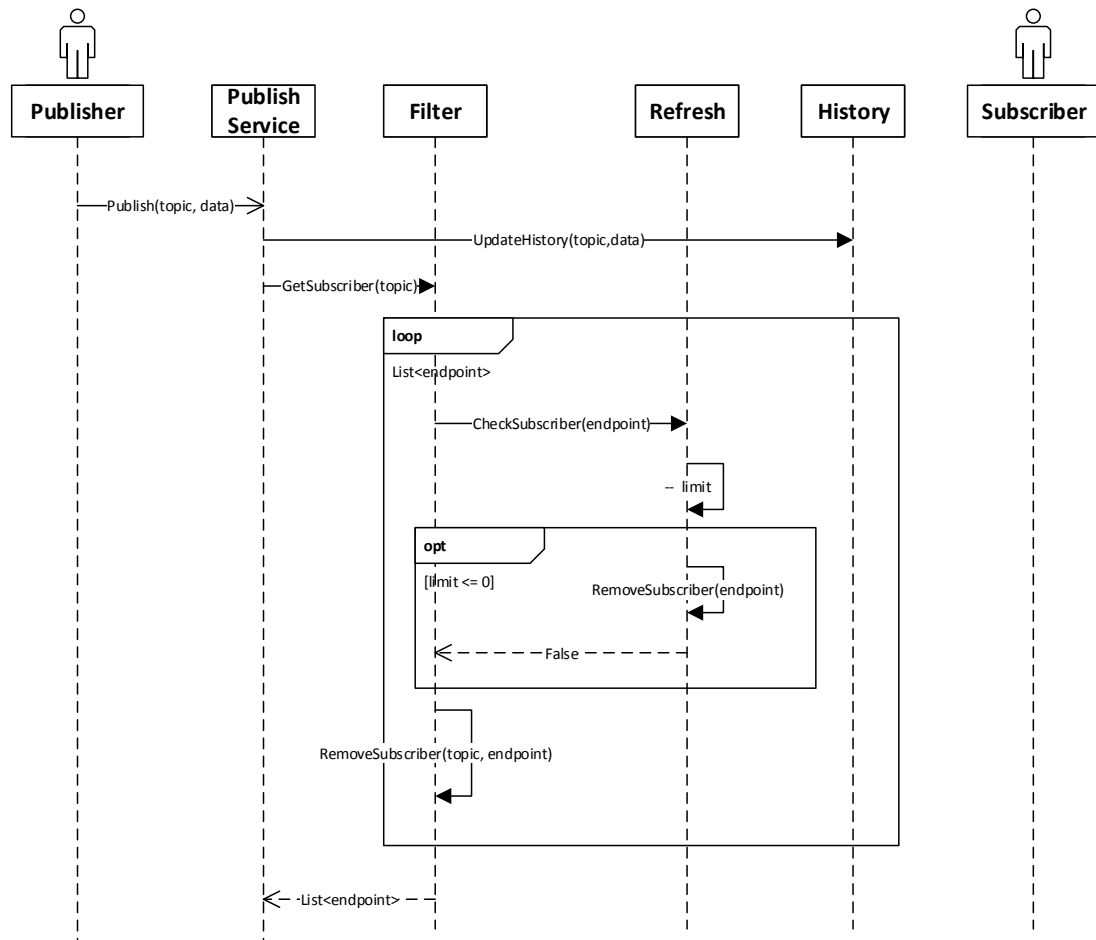 Publisher
Publish
Service
Filter
Refresh
History
Subscriber
Publish(topic, data)
UpdateHistory(topic,data)
GetSubscriber(topic)
loop
List<endpoint>
CheckSubscriber(endpoint)
-- limit
opt
[limit <= 0]
RemoveSubscriber(endpoint)
False
RemoveSubscriber(topic, endpoint)
List<endpoint>